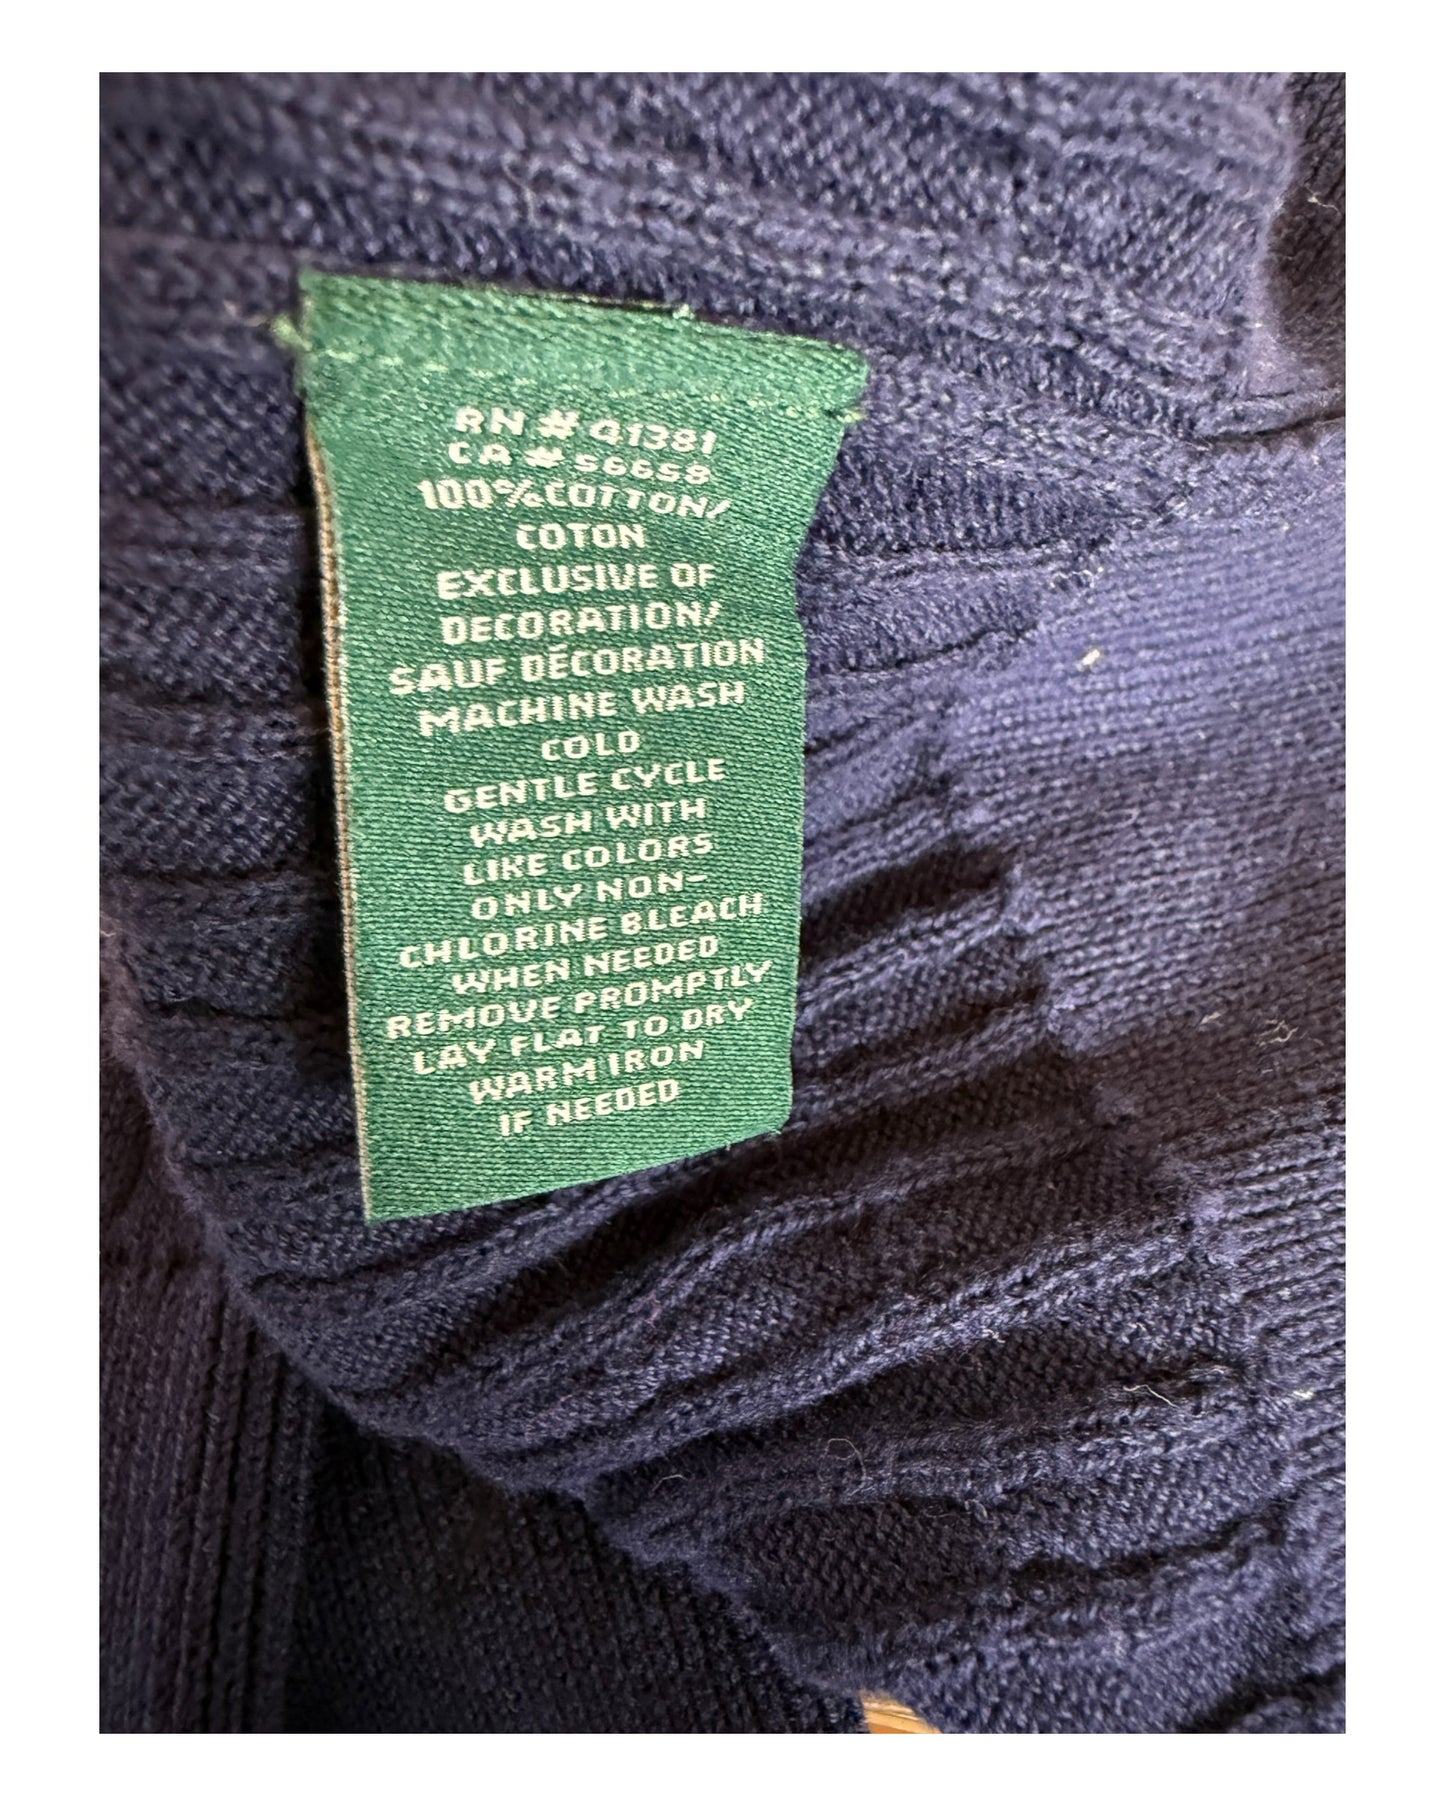 RN # 41381
CA # 56658
100% COTTON/
COTON
EXCLUSIVE OF
DECORATION/
SAUF DÉCORATION
MACHINE WASH
COLD
GENTLE CYCLE
WASH WITH
LIKE COLORS
ONLY NON-
CHLORINE BLEACH
WHEN NEEDED
REMOVE PROMPTLY
LAY FLAT TO DRY
WARM IRON
IF NEEDED